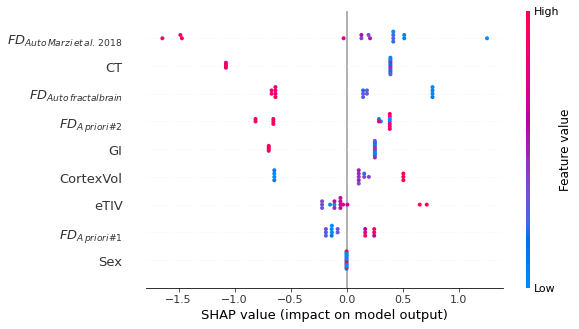 FD_Auto Marzi et al. 2018
CT
FD_Auto fractalbrain
FD_A priori#2
GI
CortexVol
eTIV
FD_A priori#1
Sex
−1.5 −1.0 −0.5 0.0 0.5 1.0
SHAP value (impact on model output)
High
Feature value
Low